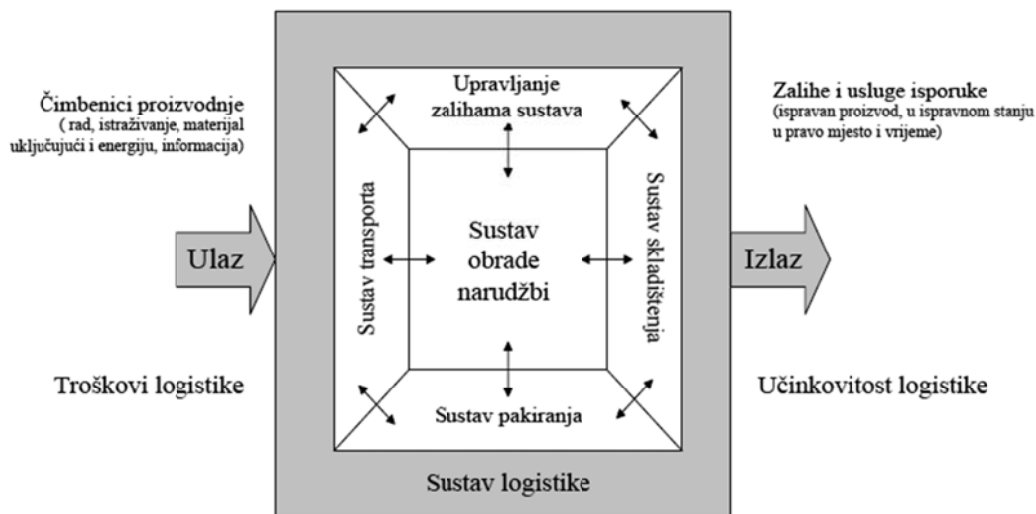 Čimbenici proizvodnje
( rad, istraživanje, materijal
uključujući i energiju, informacija)
Ulaz
Troškovi logistike
Upravljanje
zalihama sustava
Sustav transporta
Sustav
obrade
narudžbi
Sustav skladištenja
Sustav pakiranja
Sustav logistike
Zalihe i usluge isporuke
(ispravan proizvod, u ispravnom stanju
u pravo mjesto i vrijeme)
Izlaz
Učinkovitost logistike